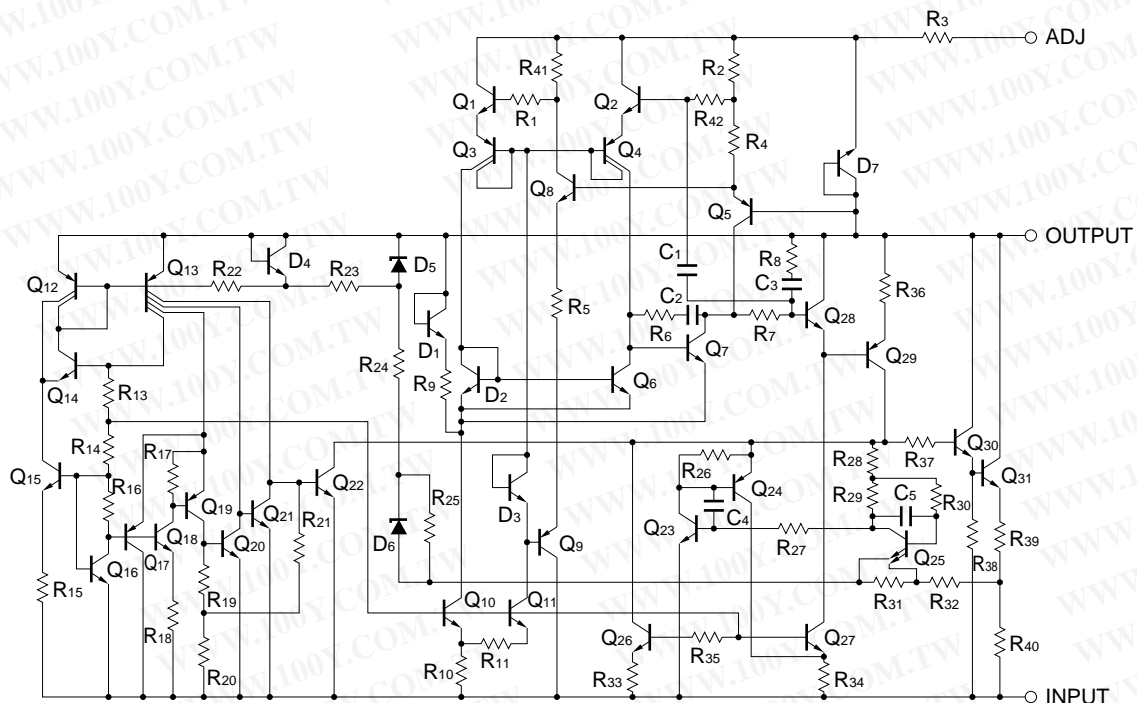 R3
ADJ
R41
R2
Q1
R1
Q2
R42
R4
Q3
Q4
D7
Q8
Q5
OUTPUT
Q13
R22
D4
R23
D5
C1
R8
C3
Q12
R36
R5
C2
D1
R6
R7
Q28
Q7
Q29
R24
R9
D2
Q6
Q14
R13
R14
Q15
R17
R16
Q22
R26
Q24
R28
R37
Q30
Q31
Q19
R25
R29
C5
R30
Q21
R21
D3
Q23
C4
Q18
Q20
D6
Q9
R27
Q17
Q25
R39
R38
Q16
R15
R19
R31
R32
Q10
Q11
R18
Q26
R35
Q27
R40
R11
R20
R10
R33
R34
INPUT
WWW.100Y.COM.TW